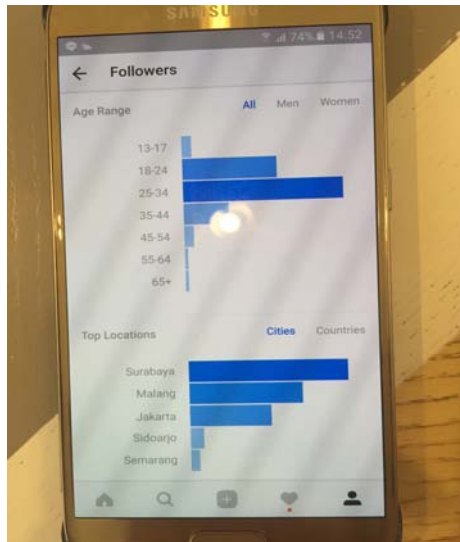 SAMSUNG
74% 14:52
← Followers
Age Range All Men Women
13-17
18-24
25-34
35-44
45-54
55-64
65+
Top Locations Cities Countries
Surabaya
Malang
Jakarta
Sidoarjo
Semarang